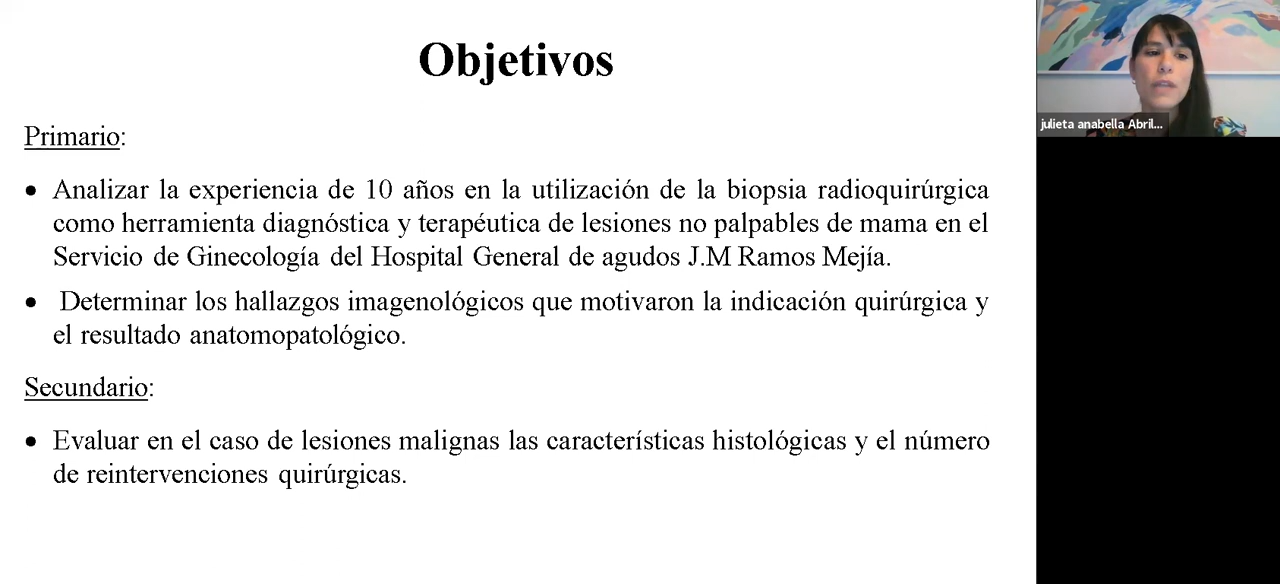 Objetivos
Primario:
• Analizar la experiencia de 10 años en la utilización de la biopsia radioquirúrgica
como herramienta diagnóstica y terapéutica de lesiones no palpables de mama en el
Servicio de Ginecología del Hospital General de agudos J.M Ramos Mejía.
• Determinar los hallazgos imagenológicos que motivaron la indicación quirúrgica y
el resultado anatomopatológico.
Secundario:
• Evaluar en el caso de lesiones malignas las características histológicas y el número
de reintervenciones quirúrgicas.
julieta anabella Abril...